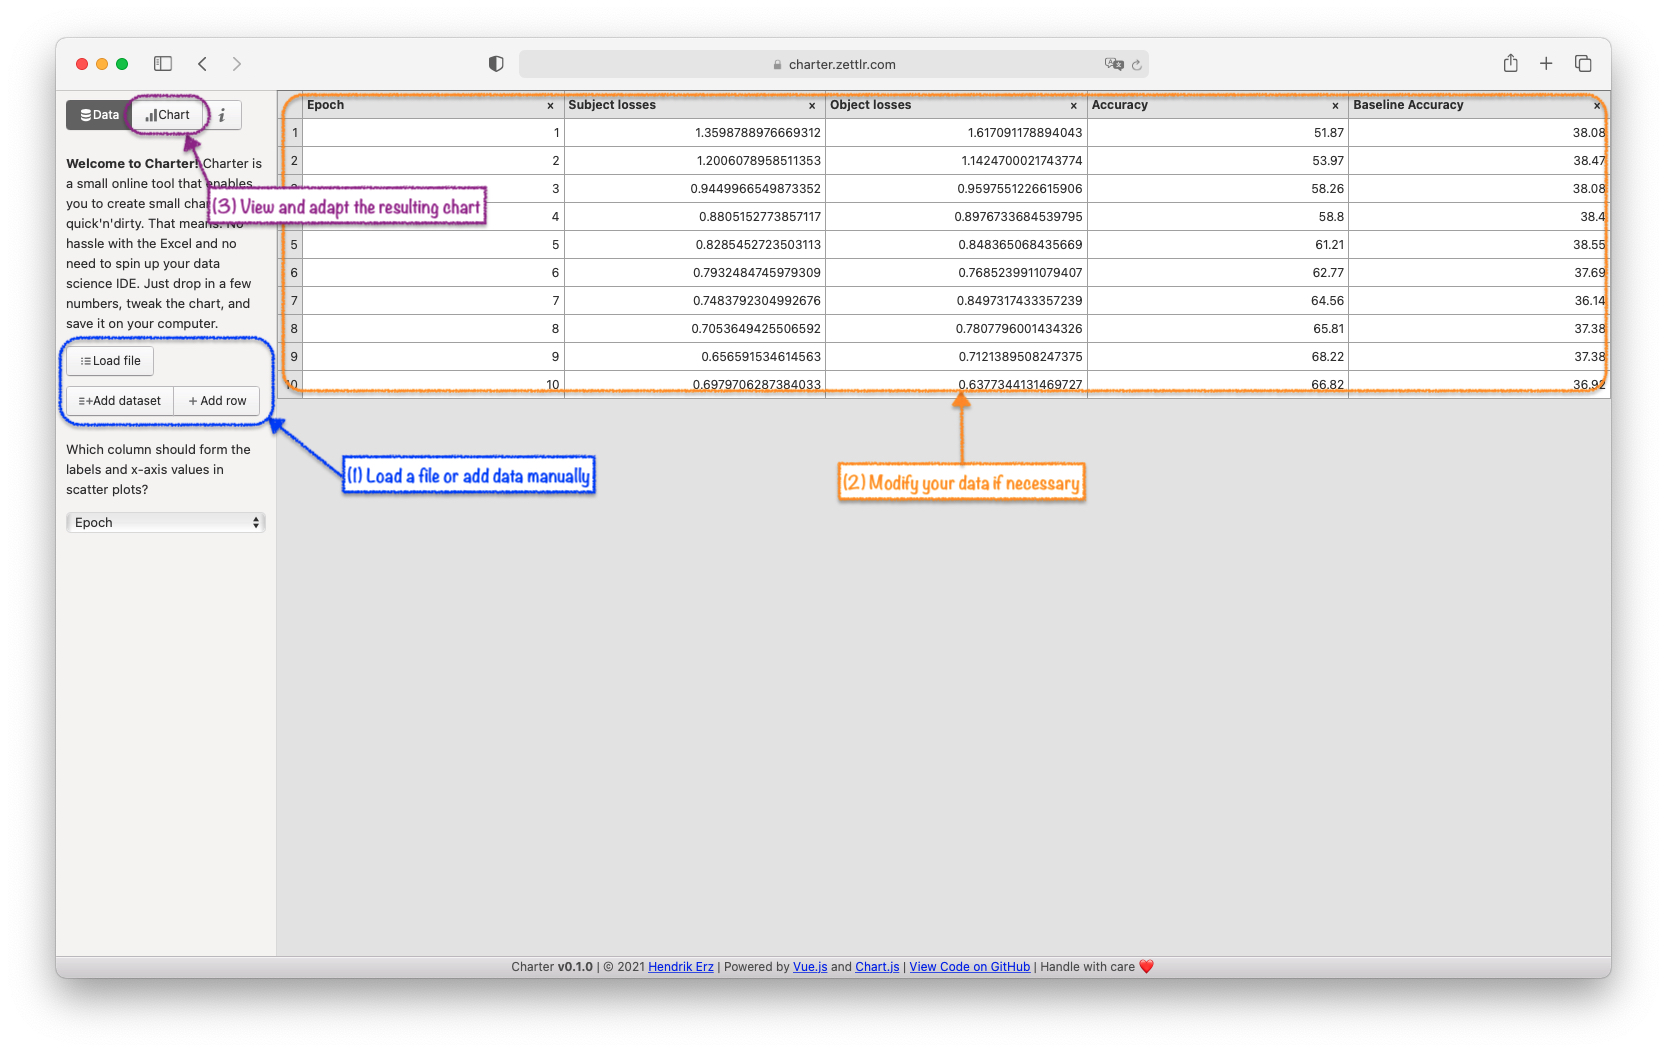 charter.zettlr.com
Data Chart i
Welcome to Charter! Charter is
a small online tool that enables
you to create small cha
quick'n'dirty. That means: No
hassle with the Excel and no
need to spin up your data
science IDE. Just drop in a few
numbers, tweak the chart, and
save it on your computer.
Load file
Add dataset + Add row
Which column should form the
labels and x-axis values in
scatter plots?
Epoch
(3) View and adapt the resulting chart
(1) Load a file or add data manually
(2) Modify your data if necessary
Epoch x Subject losses x Object losses x Accuracy x Baseline Accuracy x
1 1 1.3598788976669312 1.617091178894043 51.87 38.08
2 2 1.2006078958511353 1.1424700021743774 53.97 38.47
3 3 0.9449966549873352 0.9597551226615906 58.26 38.08
4 0.8805152773857117 0.8976733684539795 58.8 38.4
5 5 0.8285452723503113 0.848365068435669 61.21 38.55
6 6 0.7932484745979309 0.7685239911079407 62.77 37.69
7 7 0.7483792304992676 0.8497317433357239 64.56 36.14
8 8 0.7053649425506592 0.7807796001434326 65.81 37.38
9 9 0.656591534614563 0.7121389508247375 68.22 37.38
10 10 0.6979706287384033 0.6377344131469727 66.82 36.92
Charter v0.1.0 | © 2021 Hendrik Erz | Powered by Vue.js and Chart.js | View Code on GitHub | Handle with care ❤️